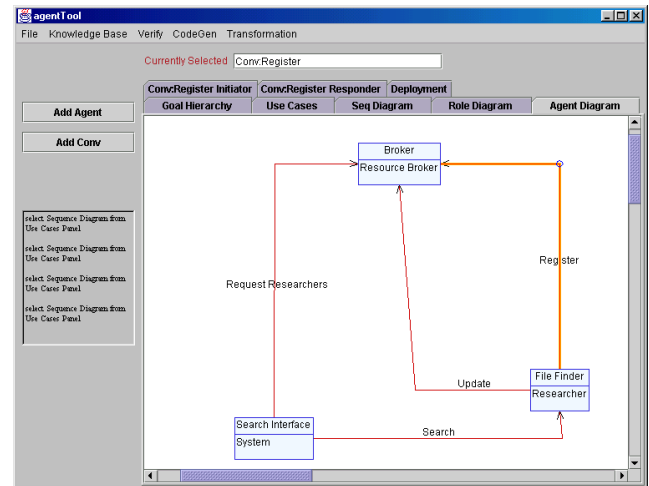 agentTool
File Knowledge Base Verify CodeGen Transformation
Currently Selected Conv:Register
Conv:Register Initiator Conv:Register Responder Deployment
Goal Hierarchy Use Cases Seq Diagram Role Diagram Agent Diagram
Add Agent
Add Conv
select Sequence Diagram from
Use Cases Panel
select Sequence Diagram from
Use Cases Panel
select Sequence Diagram from
Use Cases Panel
select Sequence Diagram from
Use Cases Panel
Broker
Resource Broker
Register
Request Researchers
File Finder
Researcher
Update
Search Interface
System
Search